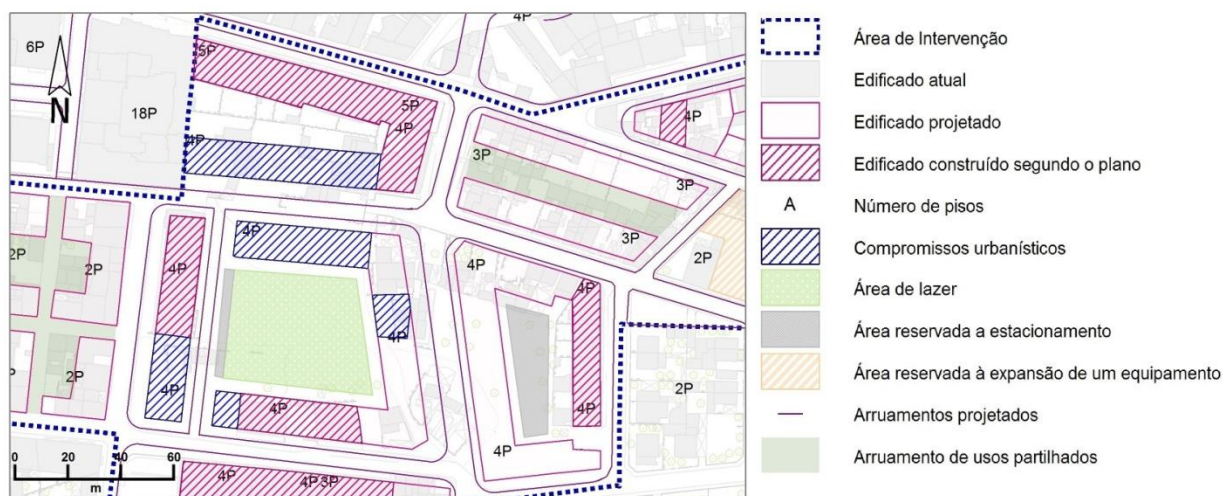 4P
6P
5P
N
18P
5P
4P
4P
4P
3P
3P
3P
2P
2P
2P
4P
4P
4P
4P
2P
2P
4P
4P
4P
4P
4P
4P
4P3P
0 20 40 60
m
Área de Intervenção
Edificado atual
Edificado projetado
Edificado construído segundo o plano
A Número de pisos
Compromissos urbanísticos
Área de lazer
Área reservada a estacionamento
Área reservada à expansão de um equipamento
Arruamentos projetados
Arruamento de usos partilhados